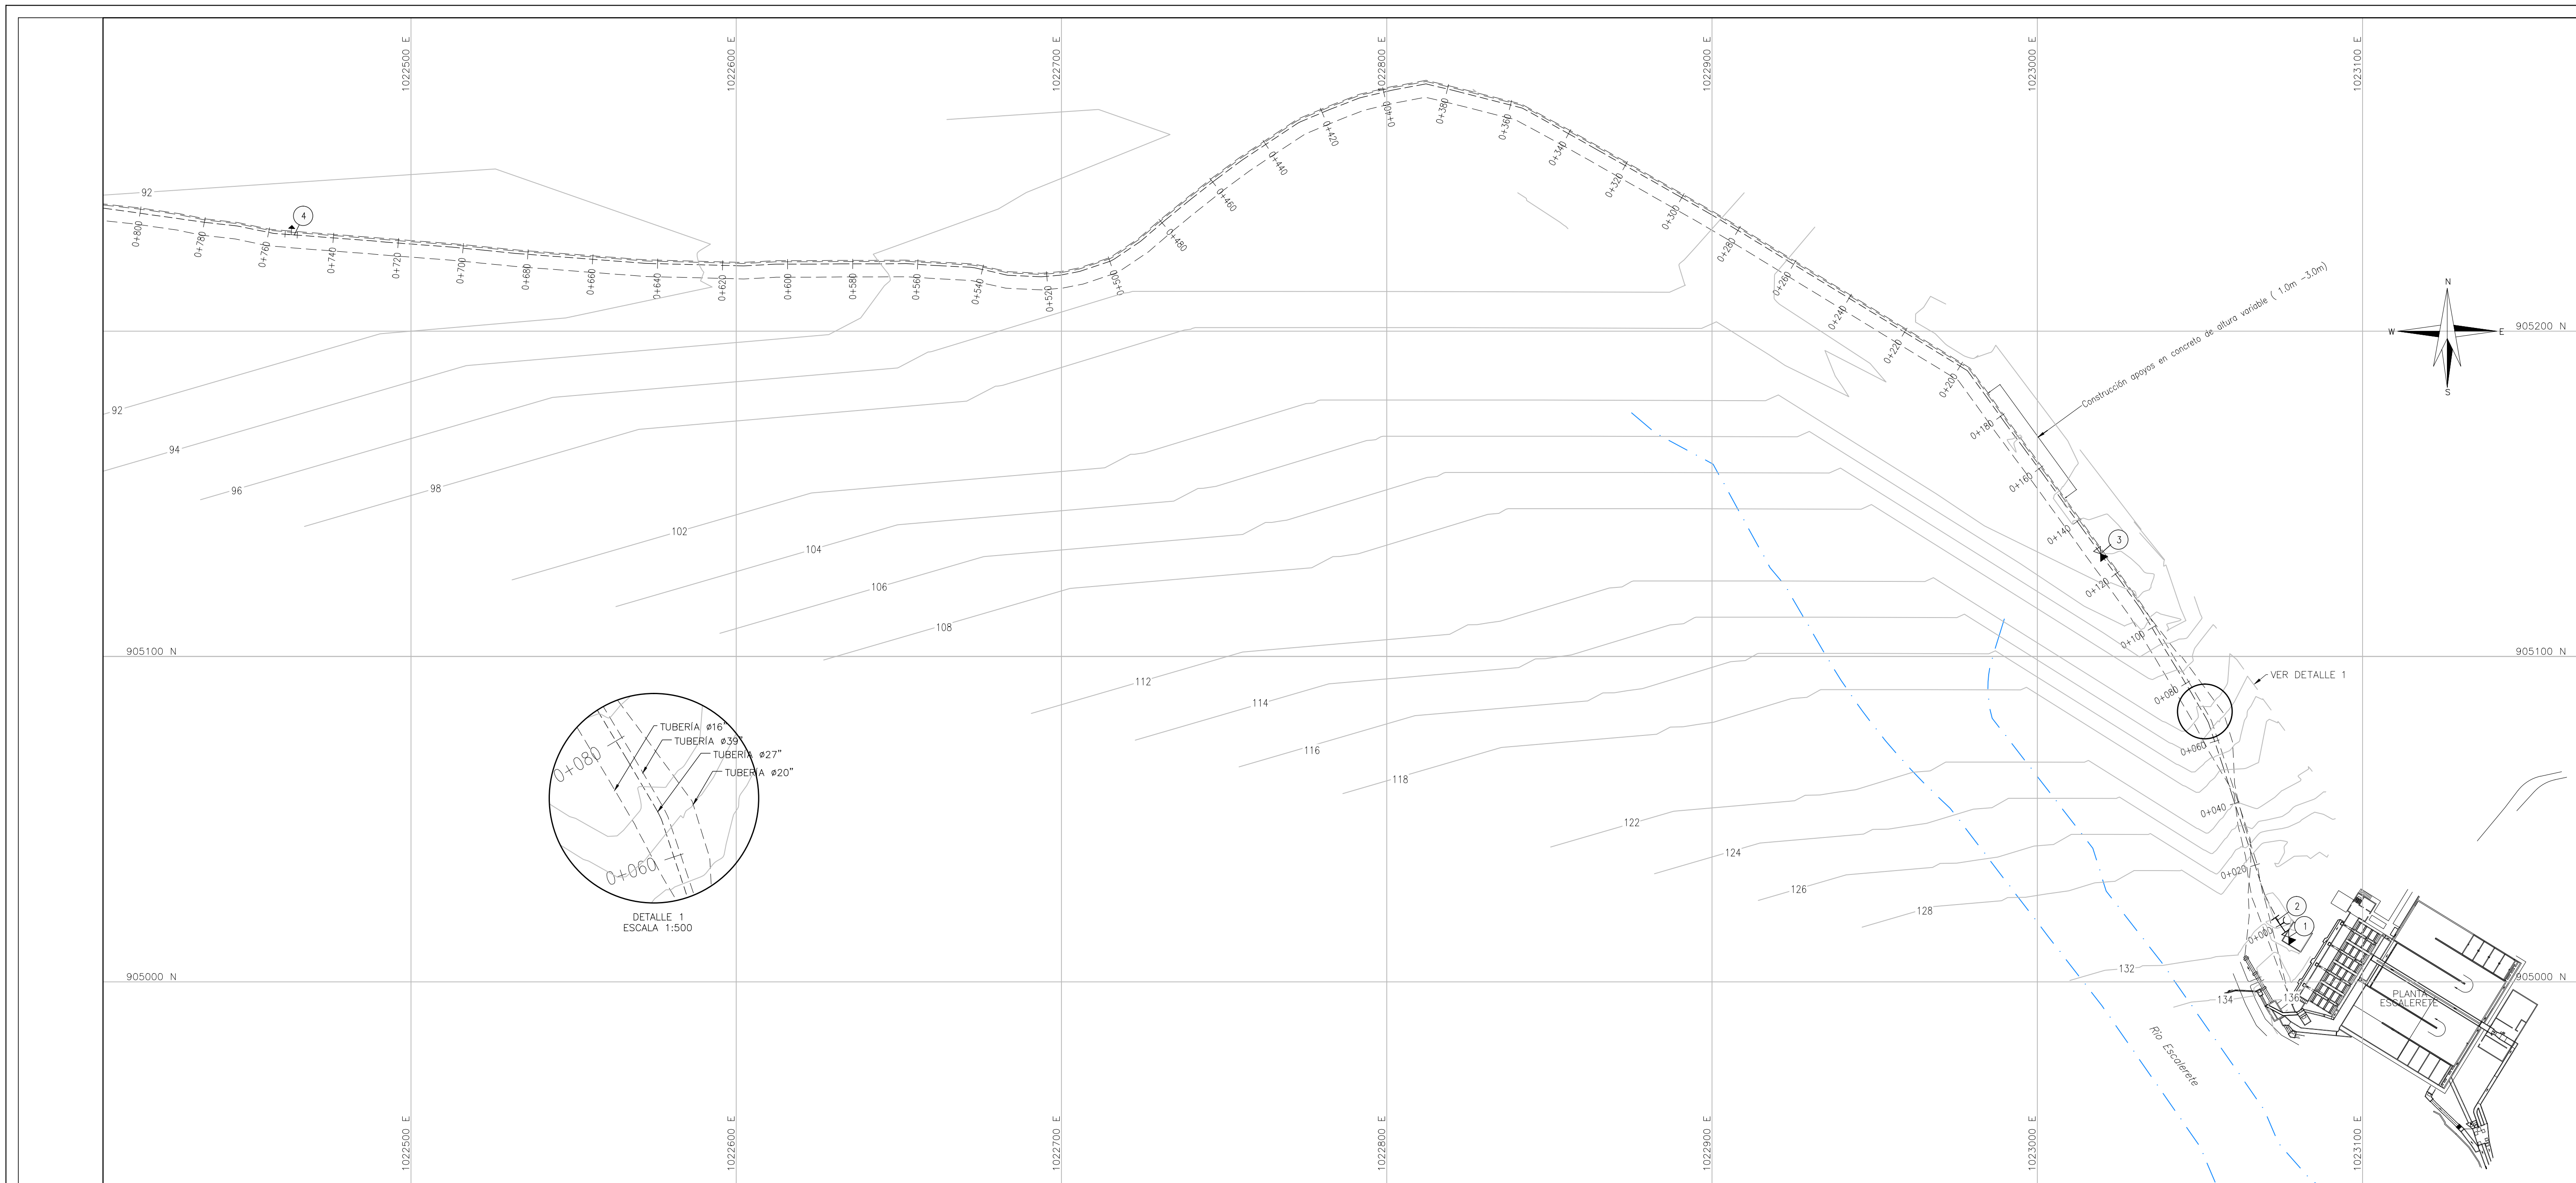 1022500 E
1022600 E
1022700 E
1022800 E
1022900 E
1023000 E
1023100 E
92
4
0+800
0+780
0+760
0+740
0+720
0+700
0+680
0+660
0+640
0+620
0+600
0+580
0+560
0+540
0+520
0+500
0+480
0+460
0+440
0+420
0+400
0+380
0+360
0+340
0+320
0+300
0+280
0+260
0+240
0+220
0+200
0+180
0+160
0+140
0+120
0+100
0+080
0+060
0+040
0+020
0+000
Construcción apoyos en concreto de altura variable ( 1.0m -3.0m)
N
W
E
S
905200 N
92
94
96
98
102
104
106
108
112
114
116
118
122
124
126
128
132
134
136
3
2
1
905100 N
905100 N
VER DETALLE 1
TUBERÍA ø16"
TUBERÍA ø39"
TUBERÍA ø27"
TUBERÍA ø20"
0+080
0+060
DETALLE 1
ESCALA 1:500
905000 N
905000 N
PLANTA
ESCALERETE
Río Escalerete
1022500 E
1022600 E
1022700 E
1022800 E
1022900 E
1023000 E
1023100 E